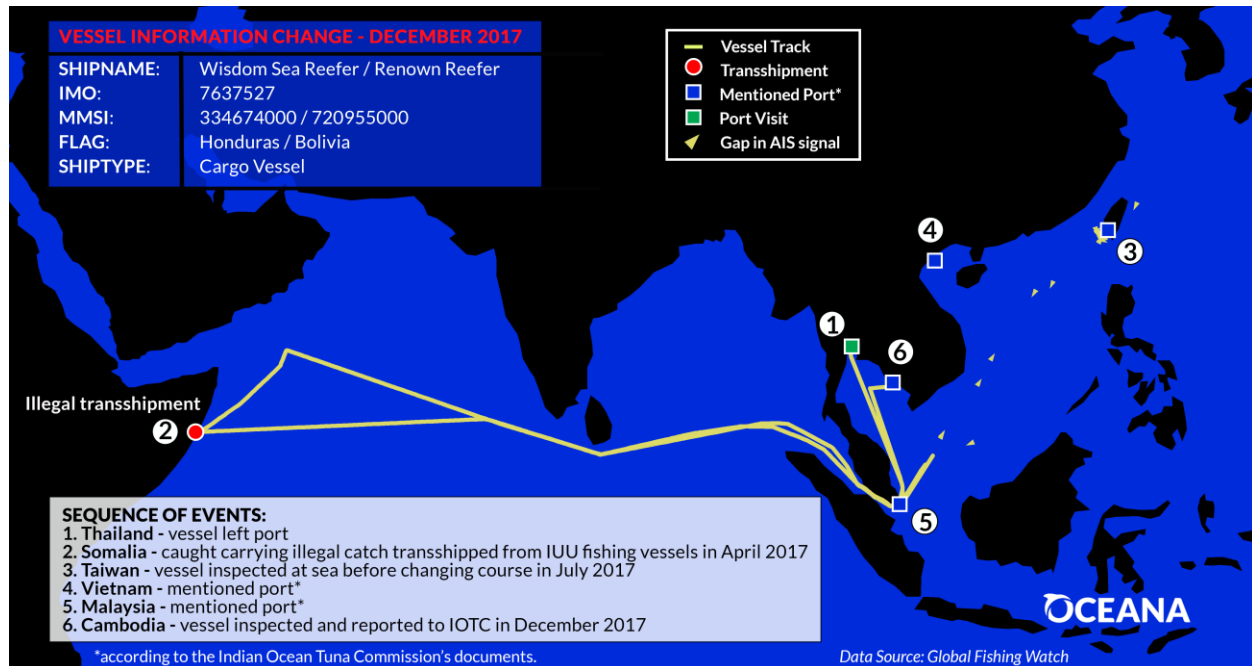 VESSEL INFORMATION CHANGE - DECEMBER 2017
SHIPNAME: Wisdom Sea Reefer / Renown Reefer
IMO: 7637527
MMSI: 334674000 / 720955000
FLAG: Honduras / Bolivia
SHIPTYPE: Cargo Vessel
Vessel Track
Transshipment
Mentioned Port*
Port Visit
Gap in AIS signal
4
3
1
6
Illegal transshipment
2
5
SEQUENCE OF EVENTS:
1. Thailand - vessel left port
2. Somalia - caught carrying illegal catch transshipped from IUU fishing vessels in April 2017
3. Taiwan - vessel inspected at sea before changing course in July 2017
4. Vietnam - mentioned port*
5. Malaysia - mentioned port*
6. Cambodia - vessel inspected and reported to IOTC in December 2017
OCEANA
*according to the Indian Ocean Tuna Commission's documents.
Data Source: Global Fishing Watch